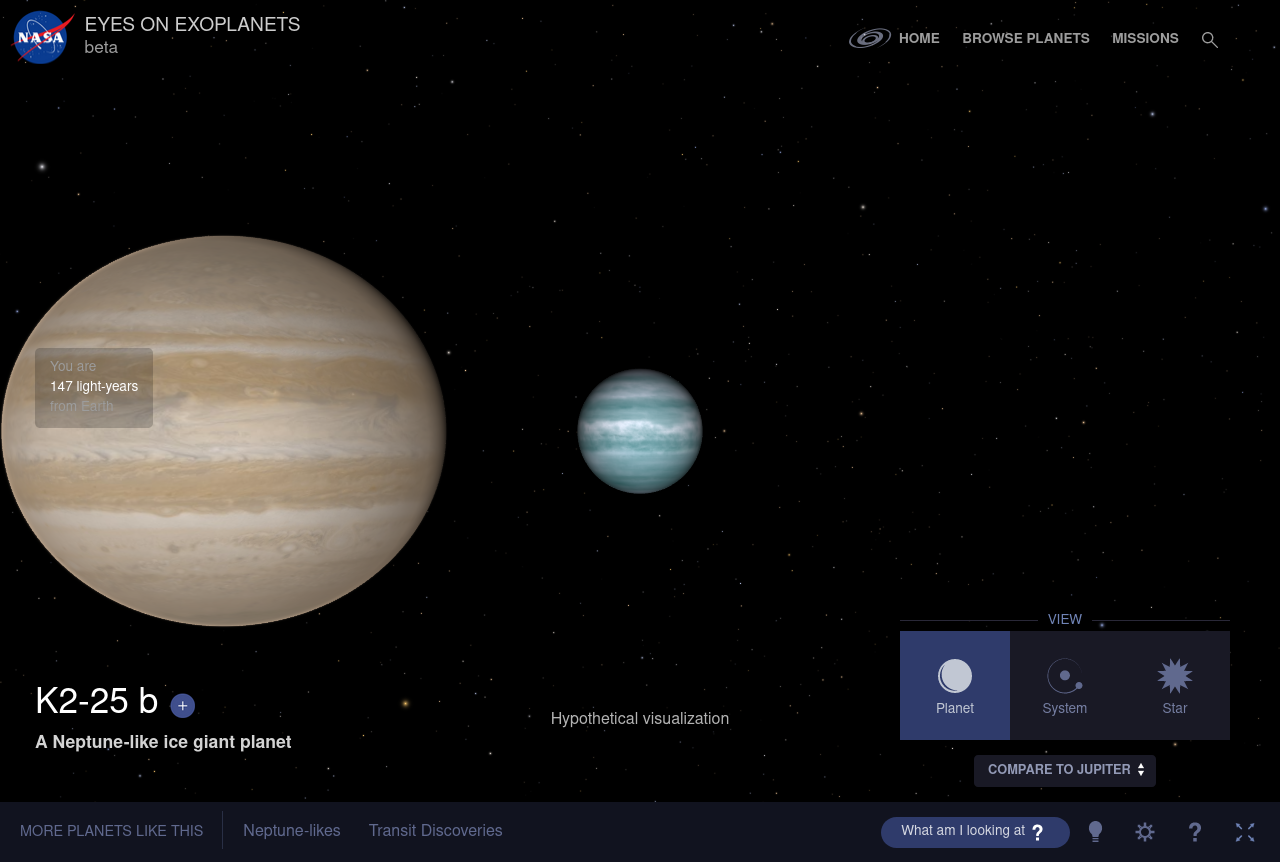 NASA
EYES ON EXOPLANETS
beta
HOME
BROWSE PLANETS
MISSIONS
You are
147 light-years
from Earth
K2-25 b +
A Neptune-like ice giant planet
Hypothetical visualization
VIEW
Planet
System
Star
COMPARE TO JUPITER
MORE PLANETS LIKE THIS
Neptune-likes
Transit Discoveries
What am I looking at ?
?